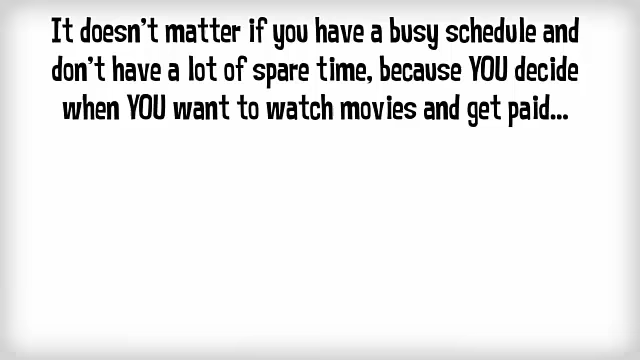 It doesn't matter if you have a busy schedule and
don't have a lot of spare time, because YOU decide
when YOU want to watch movies and get paid...